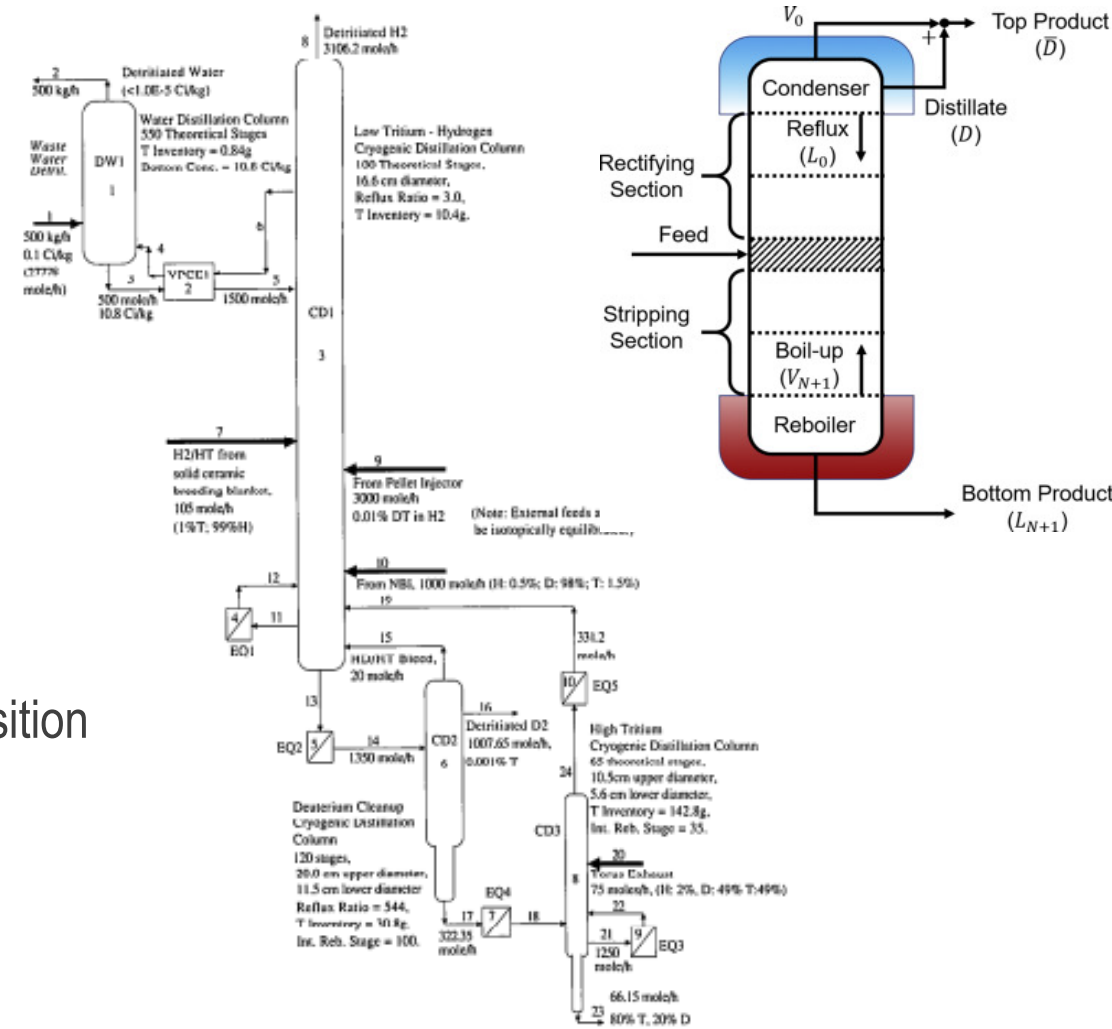 8
Detritiated H2
3106.2 mole/h
2
500 kg/h
Detritiated Water
(<1.0E-5 Ci/kg)
Water Distillation Column
550 Theoretical Stages
T Inventory = 0.84g
Bottom Conc. = 10.8 Ci/kg
Waste
Water
DW1
1
1
500 kg/h
0.1 Ci/kg
(27778
mole/h)
3
500 mole/h
10.8 Ci/kg
4
VPCE1
2
5
1500 mole/h
6
Low Tritium - Hydrogen
Cryogenic Distillation Column
100 Theoretical Stages,
16.6 cm diameter,
Reflux Ratio = 3.0,
T Inventory = 10.4g.
CD1
3
7
H2/HT from
solid ceramic
breeding blanket,
105 mole/h
(1%T; 99%H)
9
From Pellet Injector
3000 mole/h
0.01% DT in H2
(Note: External feeds a
be isotopically
10
From NBI, 1000 mole/h (H: 0.5%; D: 98%; T: 1.5%)
12
4
11
EQ1
19
15
HD/HT Bleed,
20 mole/h
331.2
mole/h
10
EQ5
13
EQ2
5
14
1350 mole/h
CD2
6
16
Detritiated D2
1007.65 mole/h,
0.001% T
24
High Tritium
Cryogenic Distillation Column
65 theoretical stages,
10.5cm upper diameter,
5.6 cm lower diameter,
T Inventory = 142.8g,
Int. Reb. Stage = 35.
Deuterium Cleanup
Cryogenic Distillation
Column
120 stages,
20.0 cm upper diameter,
11.5 cm lower diameter
Reflux Ratio = 544,
T Inventory = 30.8g,
Int. Reb. Stage = 100.
CD3
8
20
Torus Exhaust
75 moles/h, (H: 2%, D: 49% T:49%)
17
322.35
mole/h
EQ4
7
18
22
21
1250
mole/h
9
EQ3
66.15 mole/h
23
80% T, 20% D
sition
V0
+
Top Product
(D̅)
Condenser
Distillate
(D)
Reflux
(L0)
Rectifying
Section
Feed
Stripping
Section
Boil-up
(VN+1)
Reboiler
Bottom Product
(LN+1)